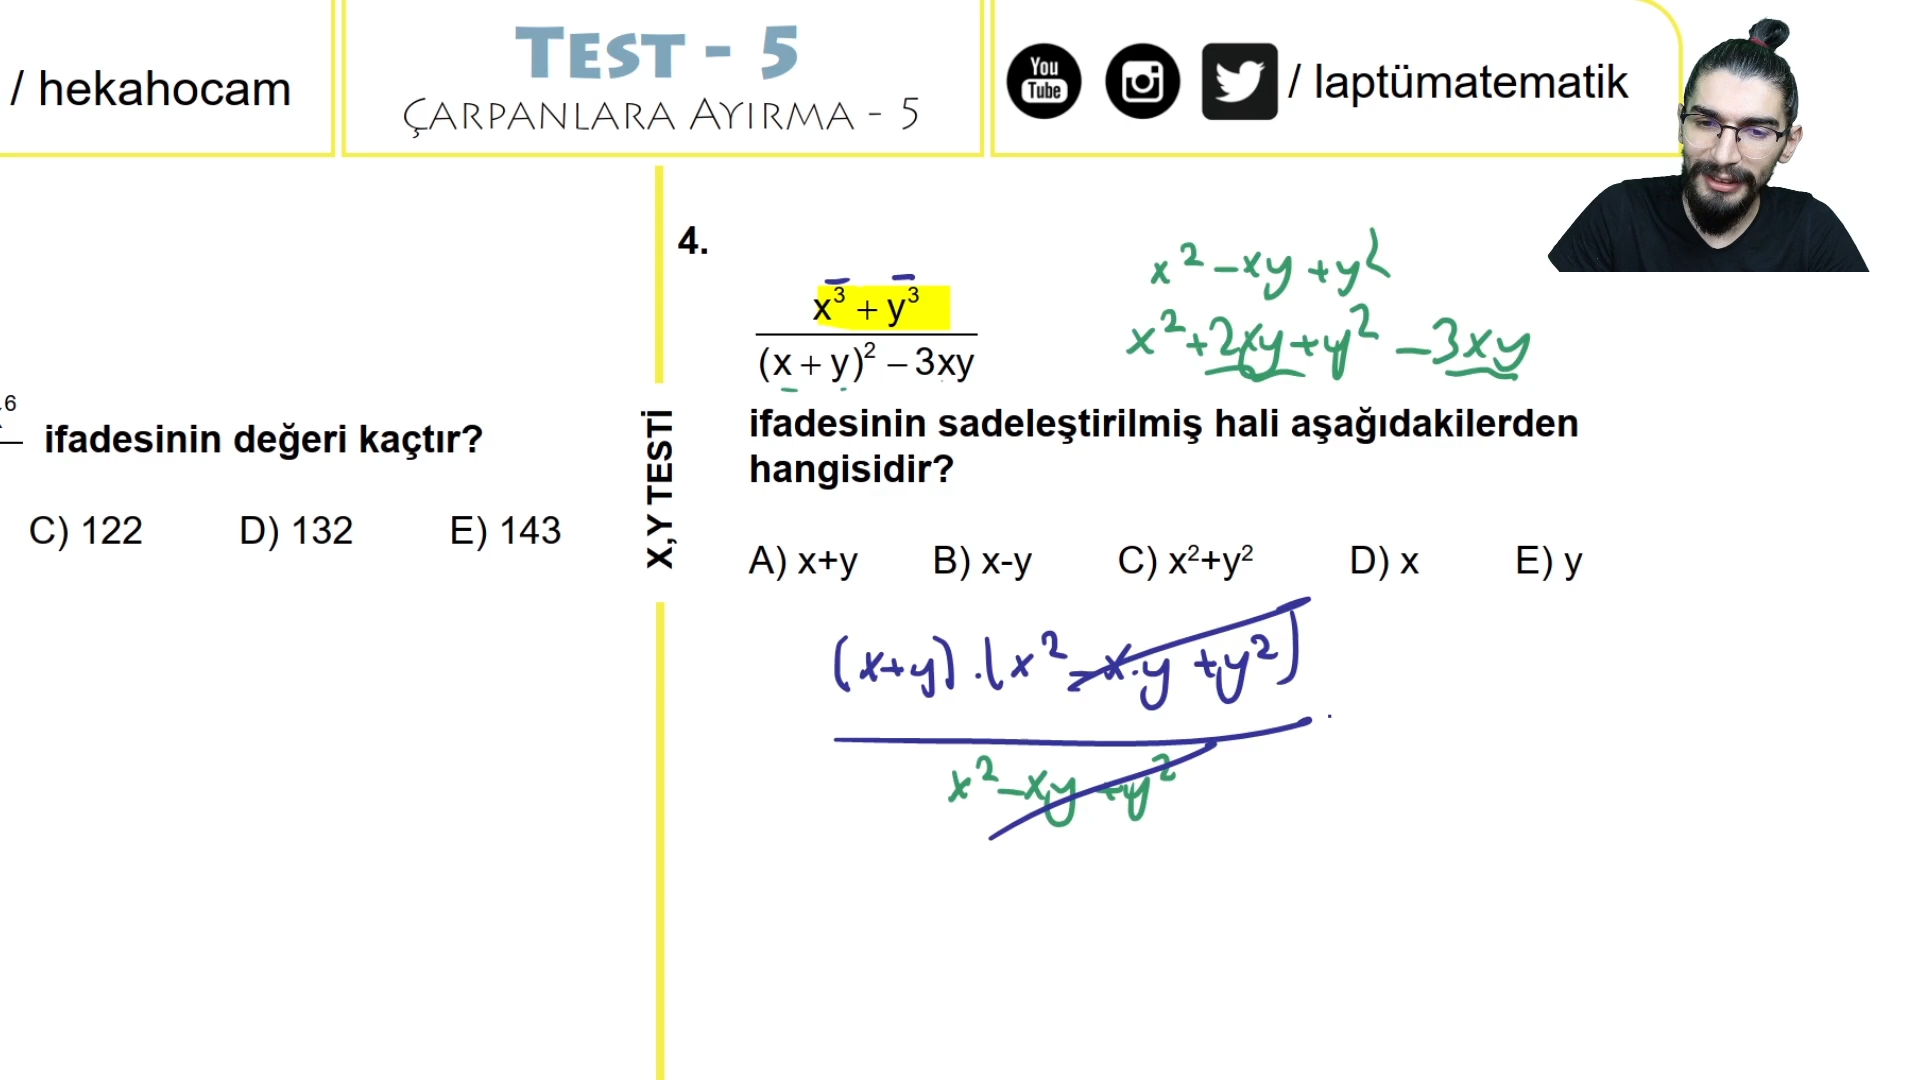 / hekahocam
TEST - 5
ÇARPANLARA AYIRMA - 5
You
Tube
/ laptümatematik
6
ifadesinin değeri kaçtır?
C) 122 D) 132 E) 143
X,Y TESTİ
4.
x³ + y³
(x + y)² – 3xy
x² – xy + y²
x² + 2xy + y² – 3xy
ifadesinin sadeleştirilmiş hali aşağıdakilerden
hangisidir?
A) x+y B) x-y C) x²+y² D) x E) y
(x+y) . (x² – x.y + y²)
x² – xy + y²